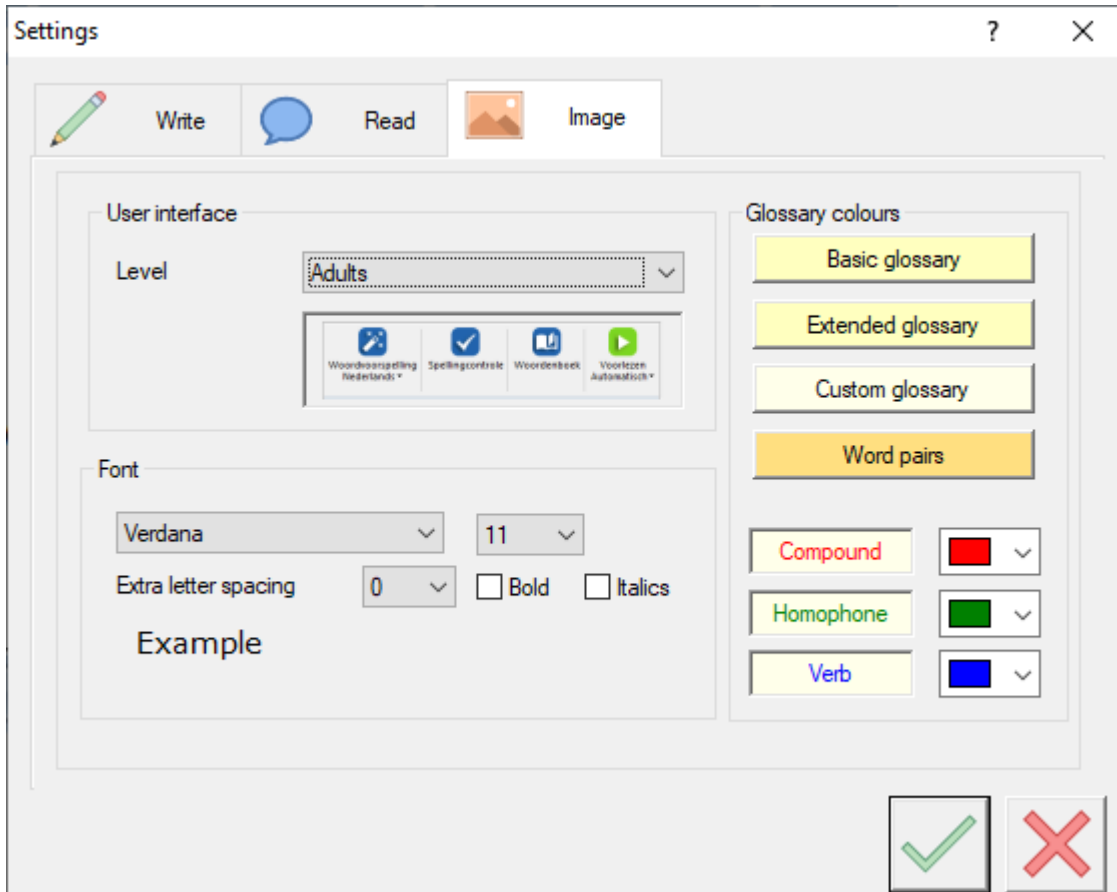 Settings
?
Write
Read
Image
User interface
Level
Adults
Woordvoorspelling
Nederlands
Spellingcontrole
Woordenboek
Voorlezen
Automatisch
Font
Verdana
11
Extra letter spacing
0
Bold
Italics
Example
Glossary colours
Basic glossary
Extended glossary
Custom glossary
Word pairs
Compound
Homophone
Verb